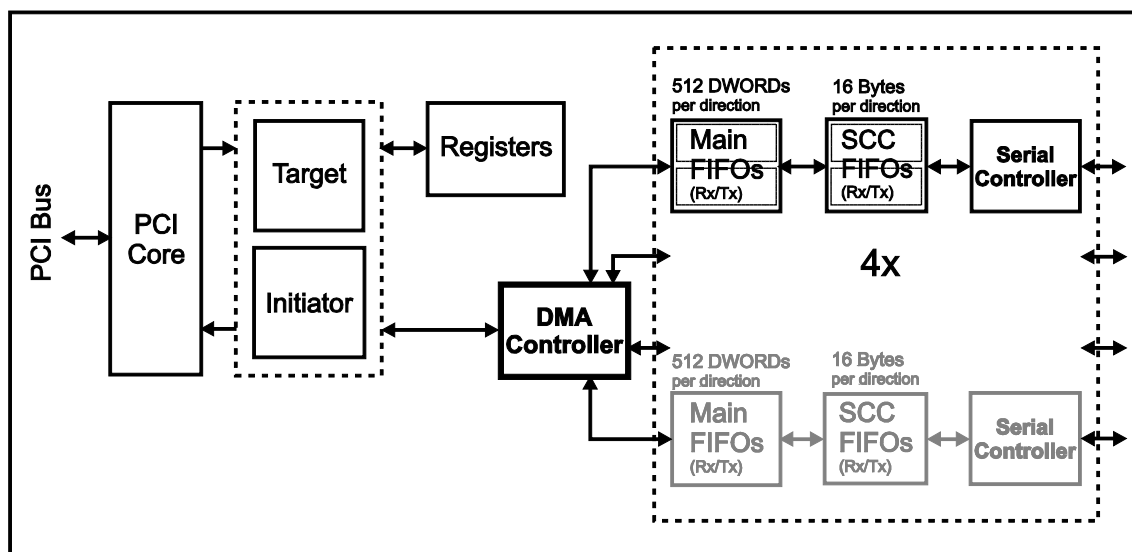 PCI Bus
PCI
Core
Target
Initiator
Registers
DMA
Controller
512 DWORDs
per direction
Main
FIFOs
(Rx/Tx)
16 Bytes
per direction
SCC
FIFOs
(Rx/Tx)
Serial
Controller
4x
512 DWORDs
per direction
Main
FIFOs
(Rx/Tx)
16 Bytes
per direction
SCC
FIFOs
(Rx/Tx)
Serial
Controller